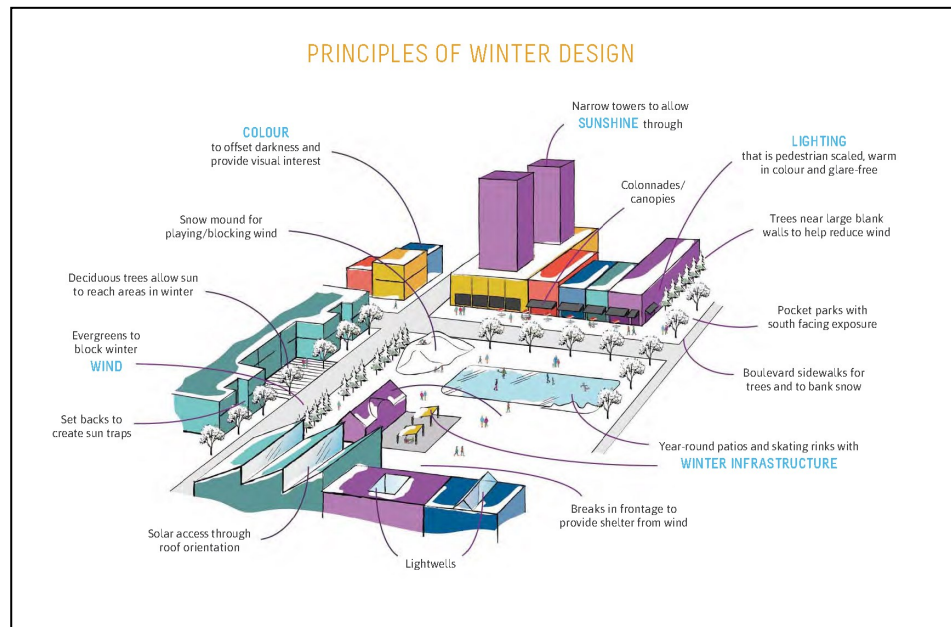 PRINCIPLES OF WINTER DESIGN
Narrow towers to allow
SUNSHINE through
COLOUR
to offset darkness and
provide visual interest
LIGHTING
that is pedestrian scaled, warm
in colour and glare-free
Colonnades/
canopies
Snow mound for
playing/blocking wind
Trees near large blank
walls to help reduce wind
Deciduous trees allow sun
to reach areas in winter
Pocket parks with
south facing exposure
Evergreens to
block winter
WIND
Boulevard sidewalks for
trees and to bank snow
Set backs to
create sun traps
Year-round patios and skating rinks with
WINTER INFRASTRUCTURE
Breaks in frontage to
provide shelter from wind
Solar access through
roof orientation
Lightwells